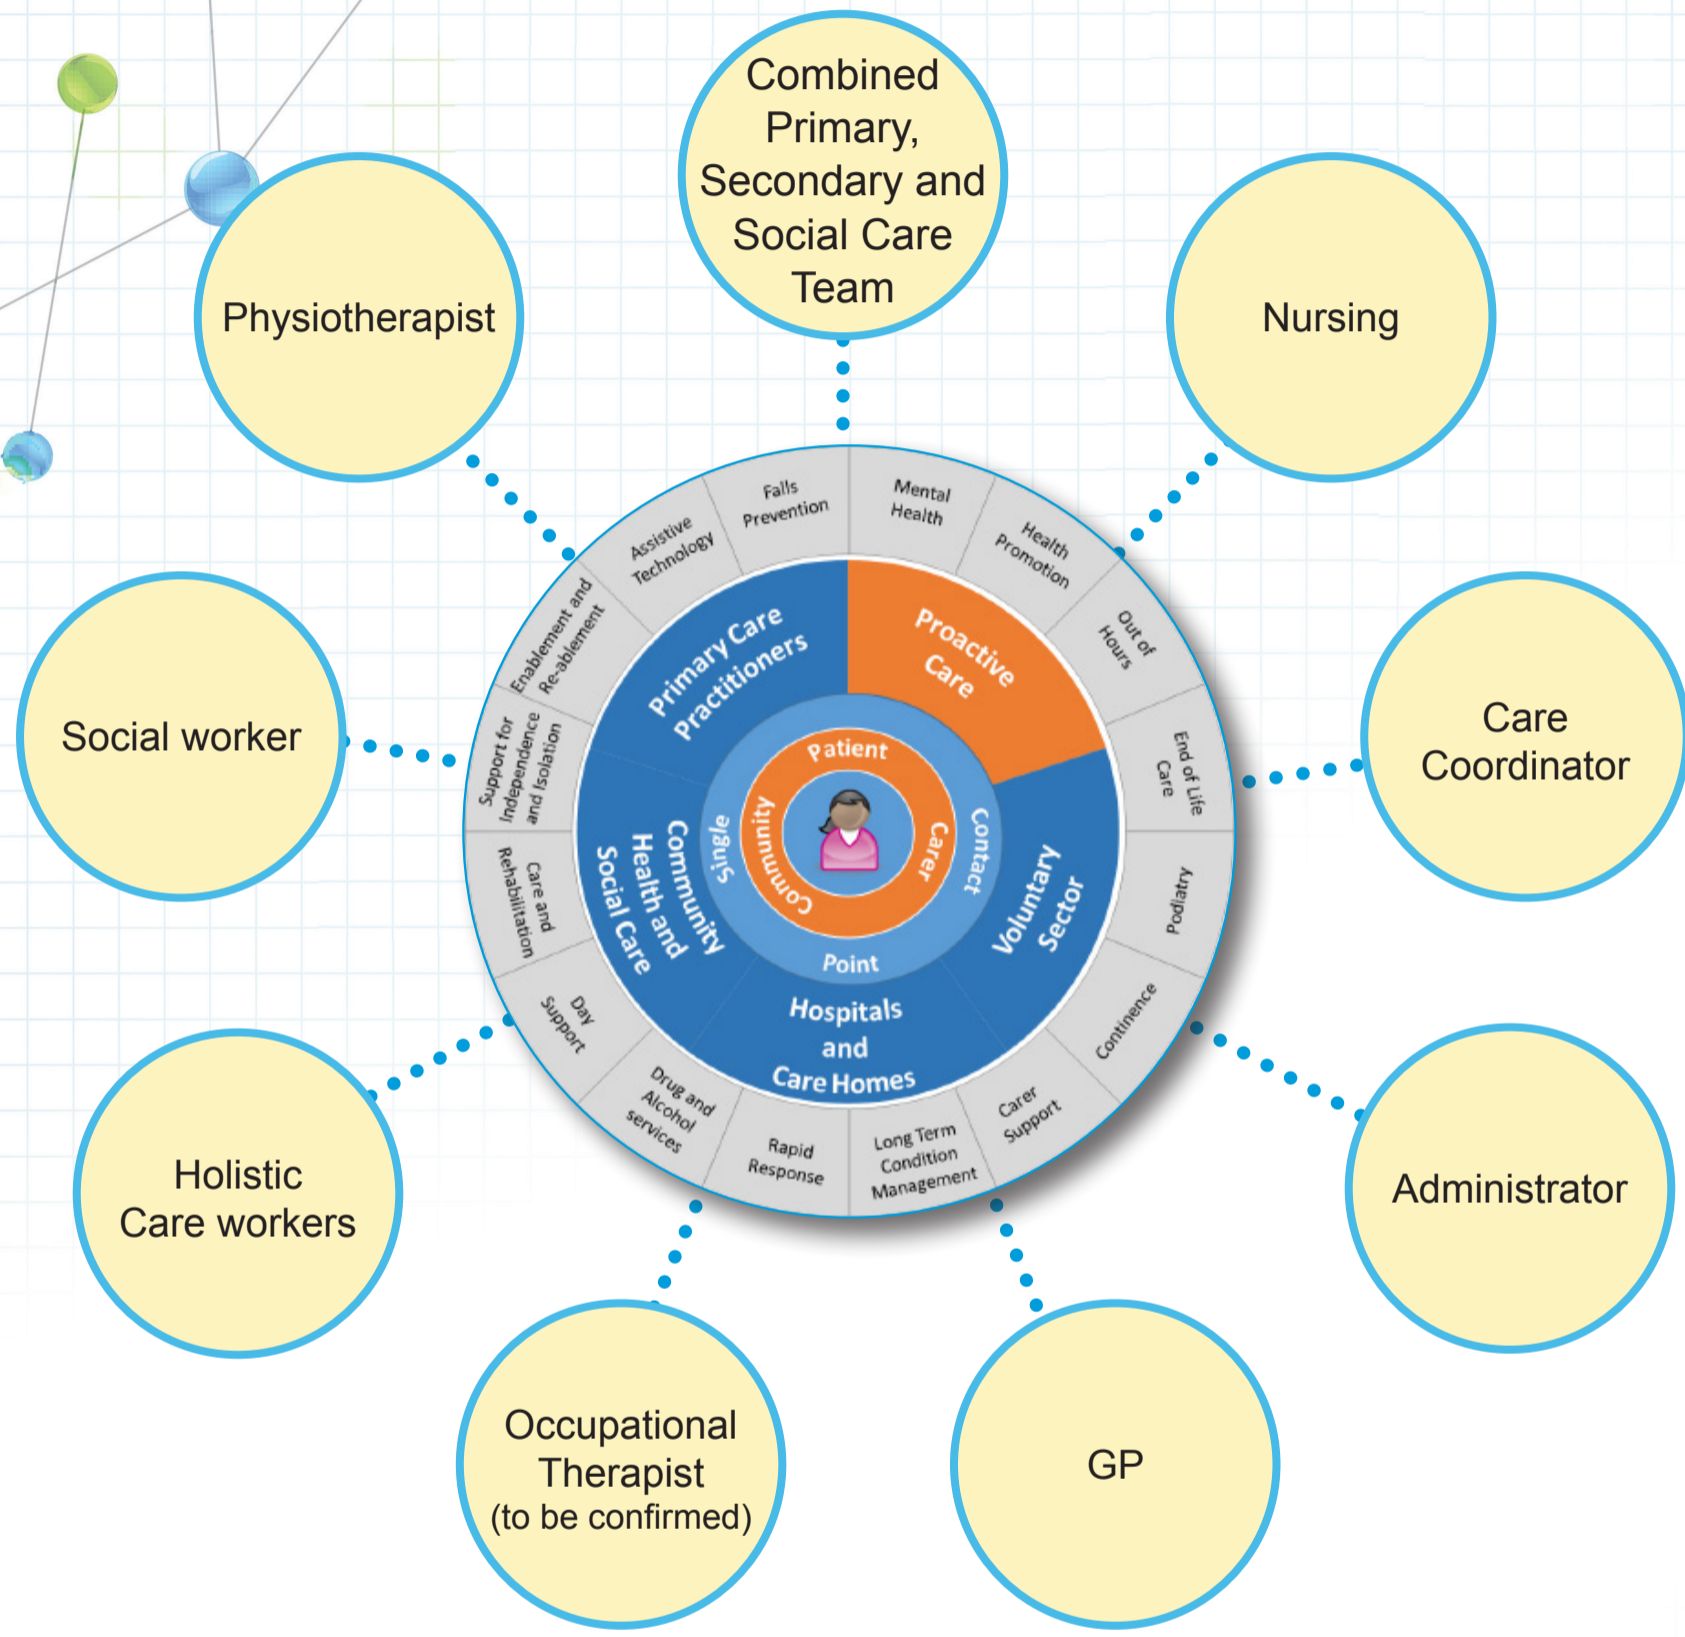 Combined
Primary,
Secondary and
Social Care
Team
Physiotherapist
Nursing
Social worker
Care
Coordinator
Holistic
Care workers
Administrator
Occupational
Therapist
(to be confirmed)
GP
Mental
Health
Health
Promotion
Out of
Hours
End of Life
Care
Podiatry
Continence
Carer
Support
Long Term
Condition
Management
Rapid
Response
Drug and
Alcohol
services
Day
Support
Care and
Rehabilitation
Support for
Independence
and Isolation
Enablement and
Re-ablement
Assistive
Technology
Falls
Prevention
Primary Care
Practitioners
Proactive
Care
Voluntary
Sector
Hospitals
and
Care Homes
Community
Health and
Social Care
Single
Point
Contact
Patient
Carer
Community